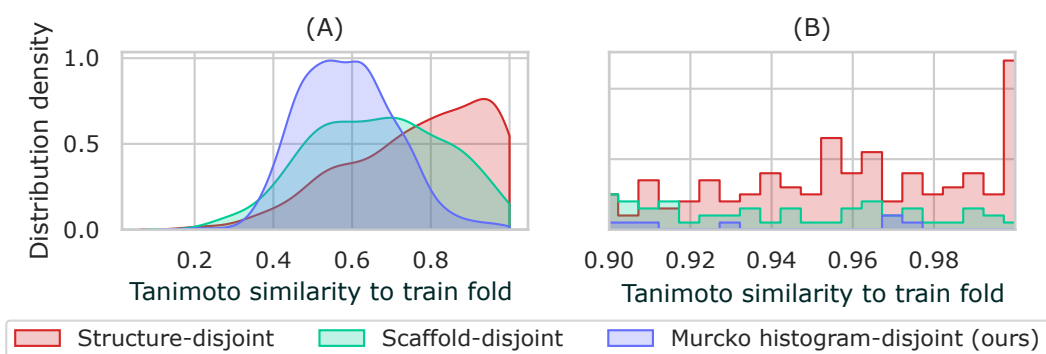 (A)
(B)
Distribution density
1.0
0.5
0.0
0.2 0.4 0.6 0.8
0.90 0.92 0.94 0.96 0.98
Tanimoto similarity to train fold
Tanimoto similarity to train fold
Structure-disjoint
Scaffold-disjoint
Murcko histogram-disjoint (ours)